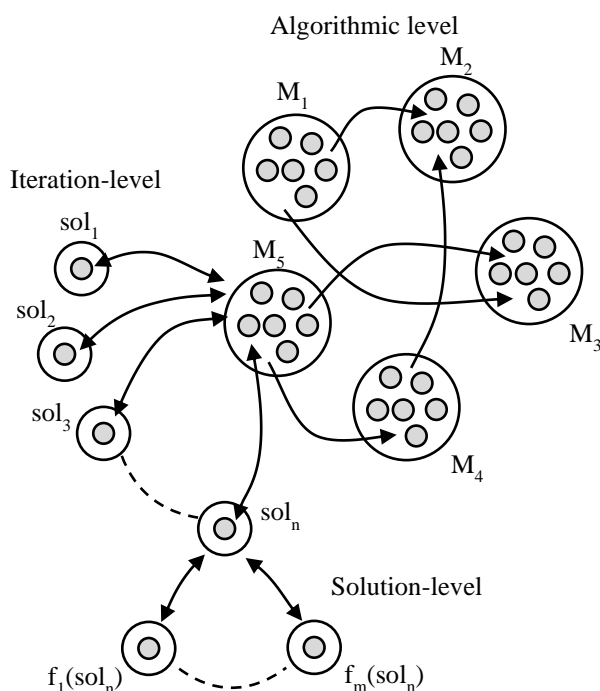 Algorithmic level
M₂
M₁
Iteration-level
sol₁
M₅
sol₂
M₃
sol₃
M₄
solₙ
Solution-level
f₁(solₙ)
fₘ(solₙ)